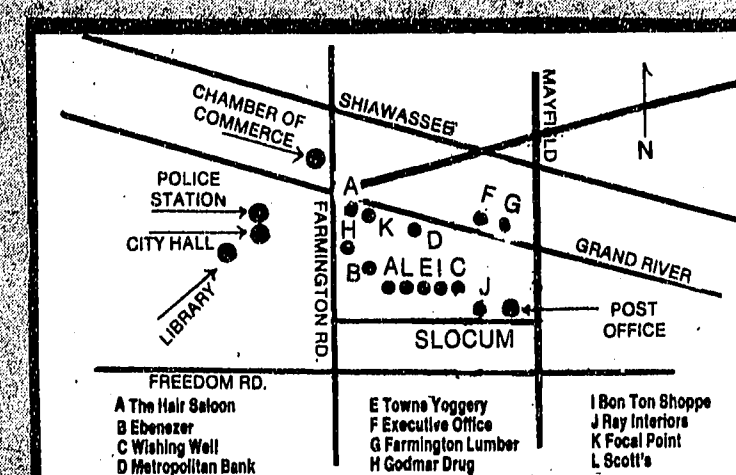 CHAMBER OF
COMMERCE
SHIAWASSEE
MAYFIELD
N
POLICE
STATION
CITY HALL
LIBRARY
FARMINGTON RD.
A
H
K
D
F
G
B
A L E I C
J
GRAND RIVER
POST
OFFICE
SLOCUM
FREEDOM RD.
A The Hair Saloon
B Ebenezer
C Wishing Well
D Metropolitan Bank
E Towne Yoggery
F Executive Office
G Farmington Lumber
H Godmar Drug
I Bon Ton Shoppe
J Ray Interiors
K Focal Point
L Scott's